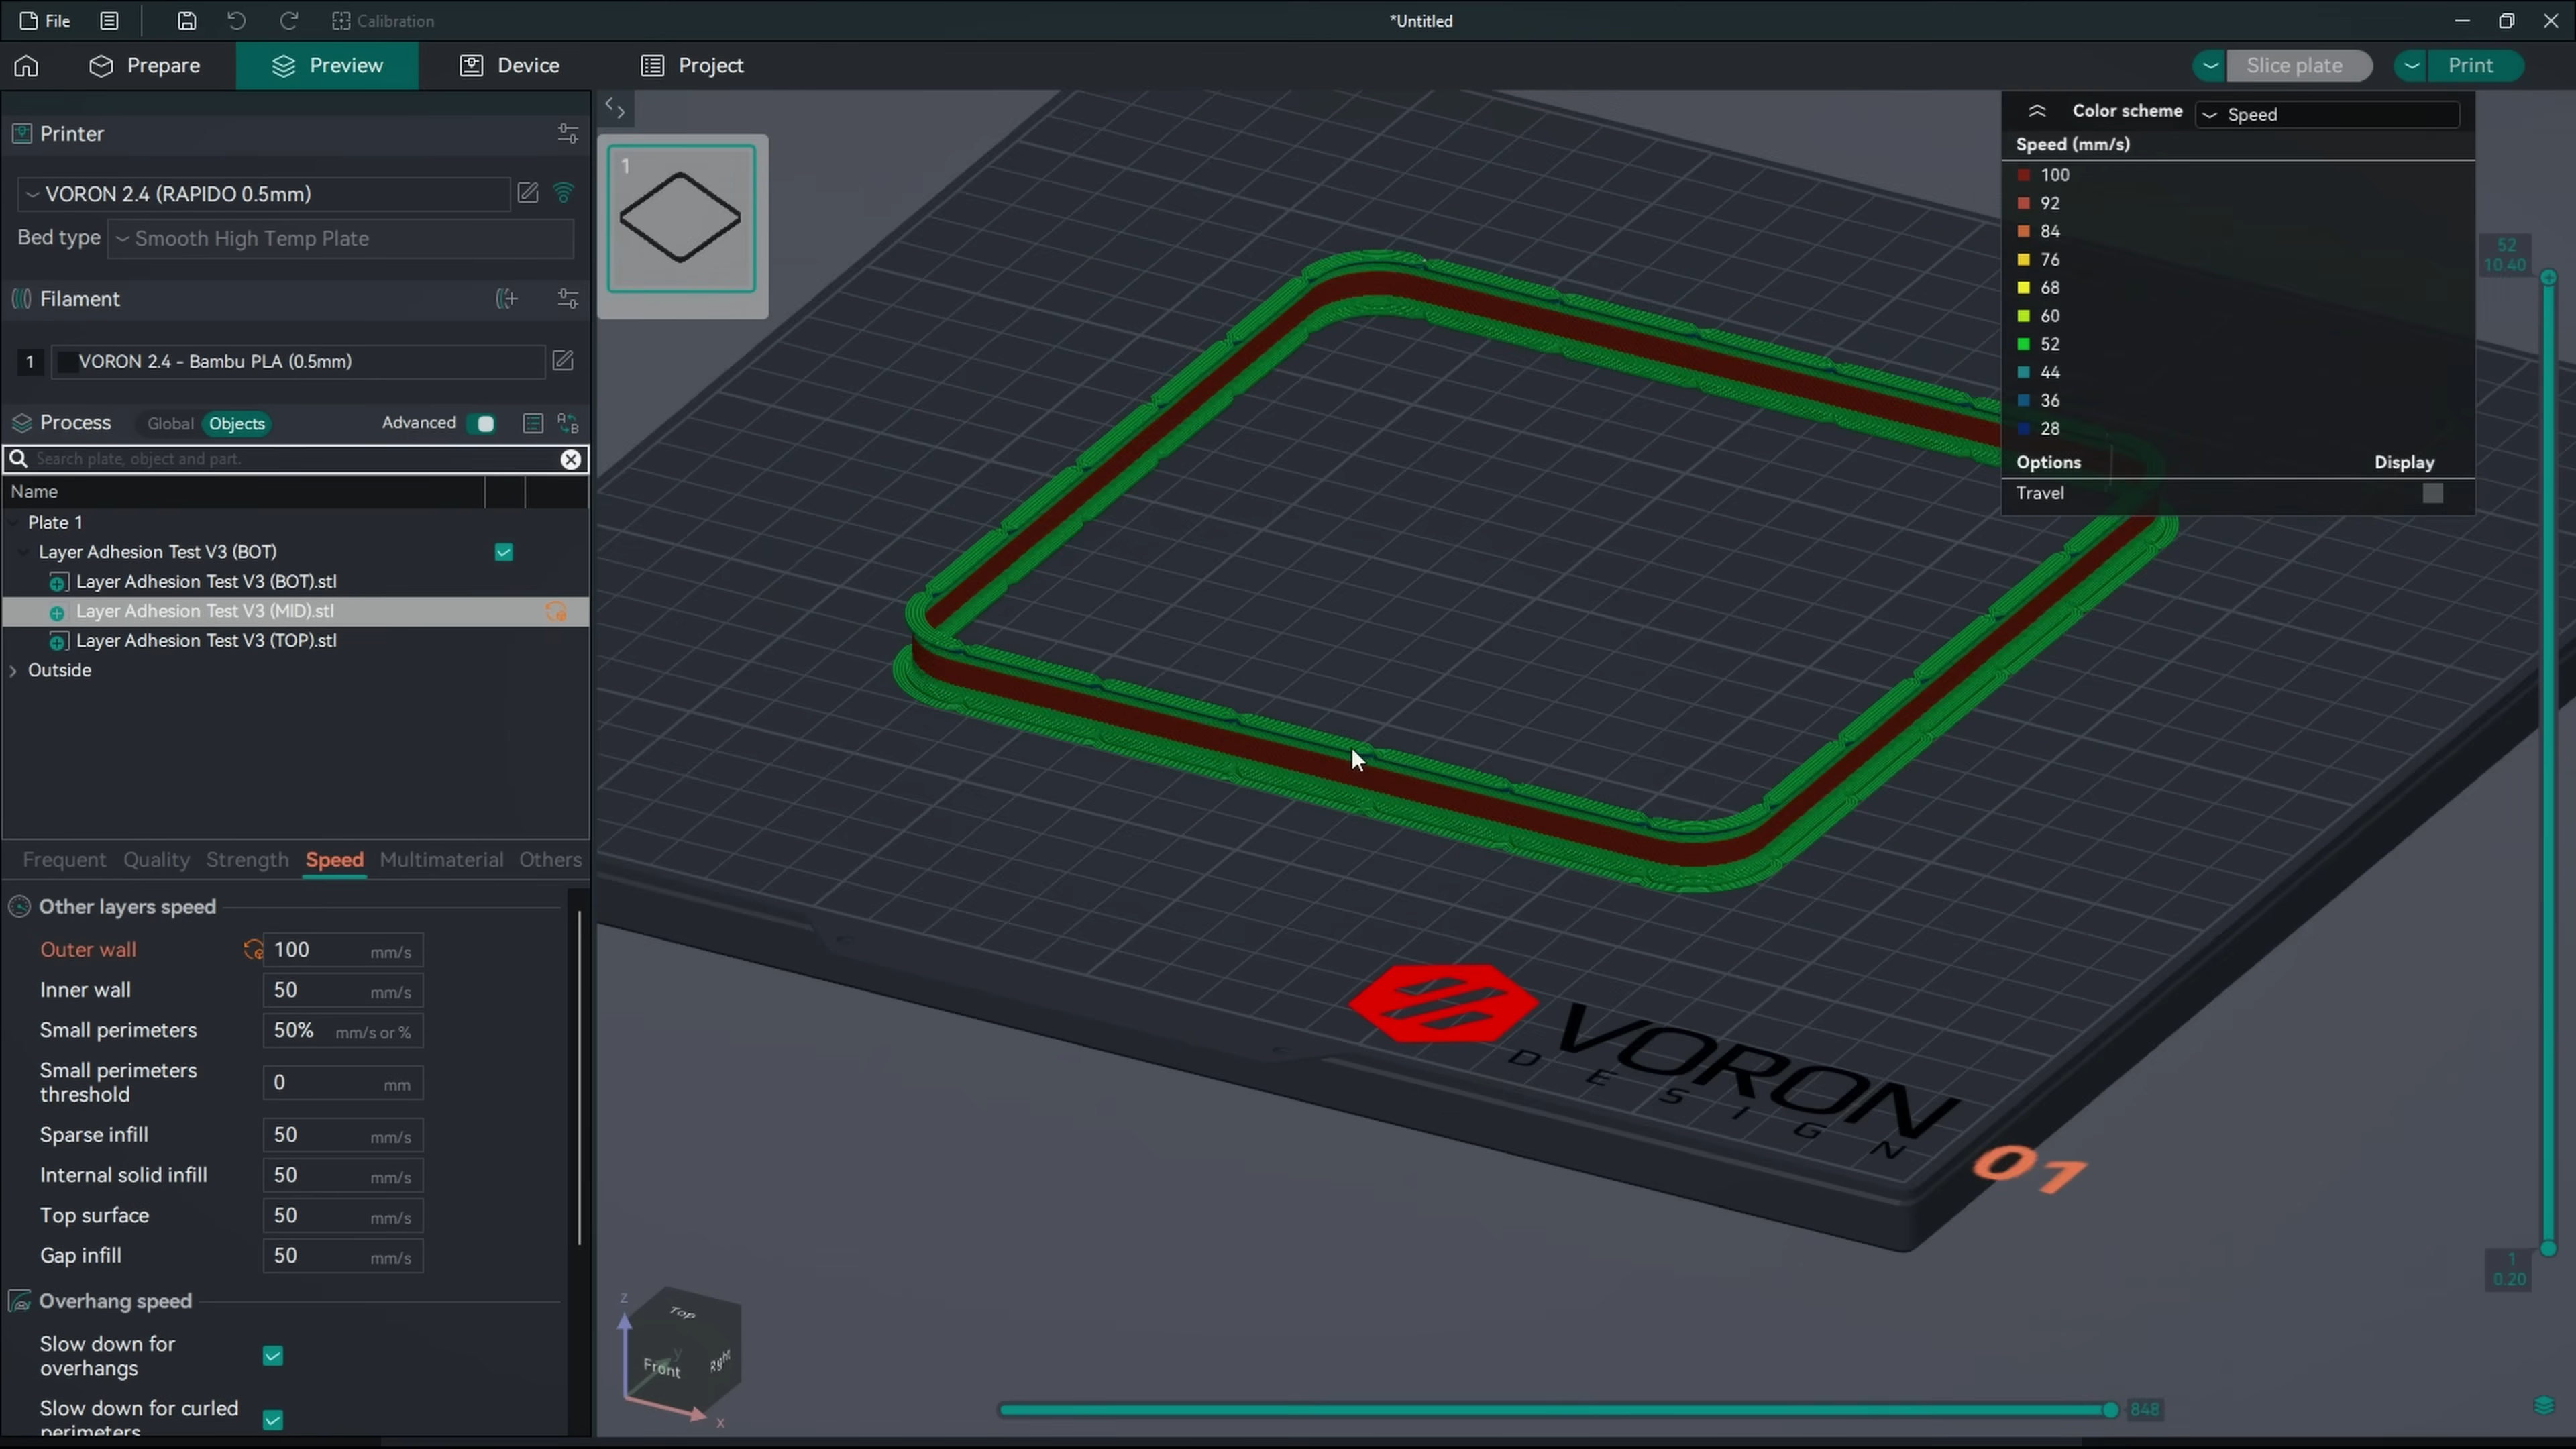 File
Calibration
*Untitled
Prepare
Preview
Device
Project
Slice plate
Print
Printer
VORON 2.4 (RAPIDO 0.5mm)
Bed type
Smooth High Temp Plate
Filament
1
VORON 2.4 - Bambu PLA (0.5mm)
Process
Global
Objects
Advanced
Search plate, object and part.
Name
Plate 1
Layer Adhesion Test V3 (BOT)
Layer Adhesion Test V3 (BOT).stl
Layer Adhesion Test V3 (MID).stl
Layer Adhesion Test V3 (TOP).stl
Outside
Frequent
Quality
Strength
Speed
Multimaterial
Others
Other layers speed
Outer wall
100 mm/s
Inner wall
50 mm/s
Small perimeters
50% mm/s or %
Small perimeters
threshold
0 mm
Sparse infill
50 mm/s
Internal solid infill
50 mm/s
Top surface
50 mm/s
Gap infill
50 mm/s
Overhang speed
Slow down for
overhangs
Slow down for curled
perimeters
1
Color scheme
Speed
Speed (mm/s)
100
92
84
76
68
60
52
44
36
28
Options
Display
Travel
52
10.40
1
0.20
VORON
DESIGN
01
Top
Front
Right
z
y
x
848